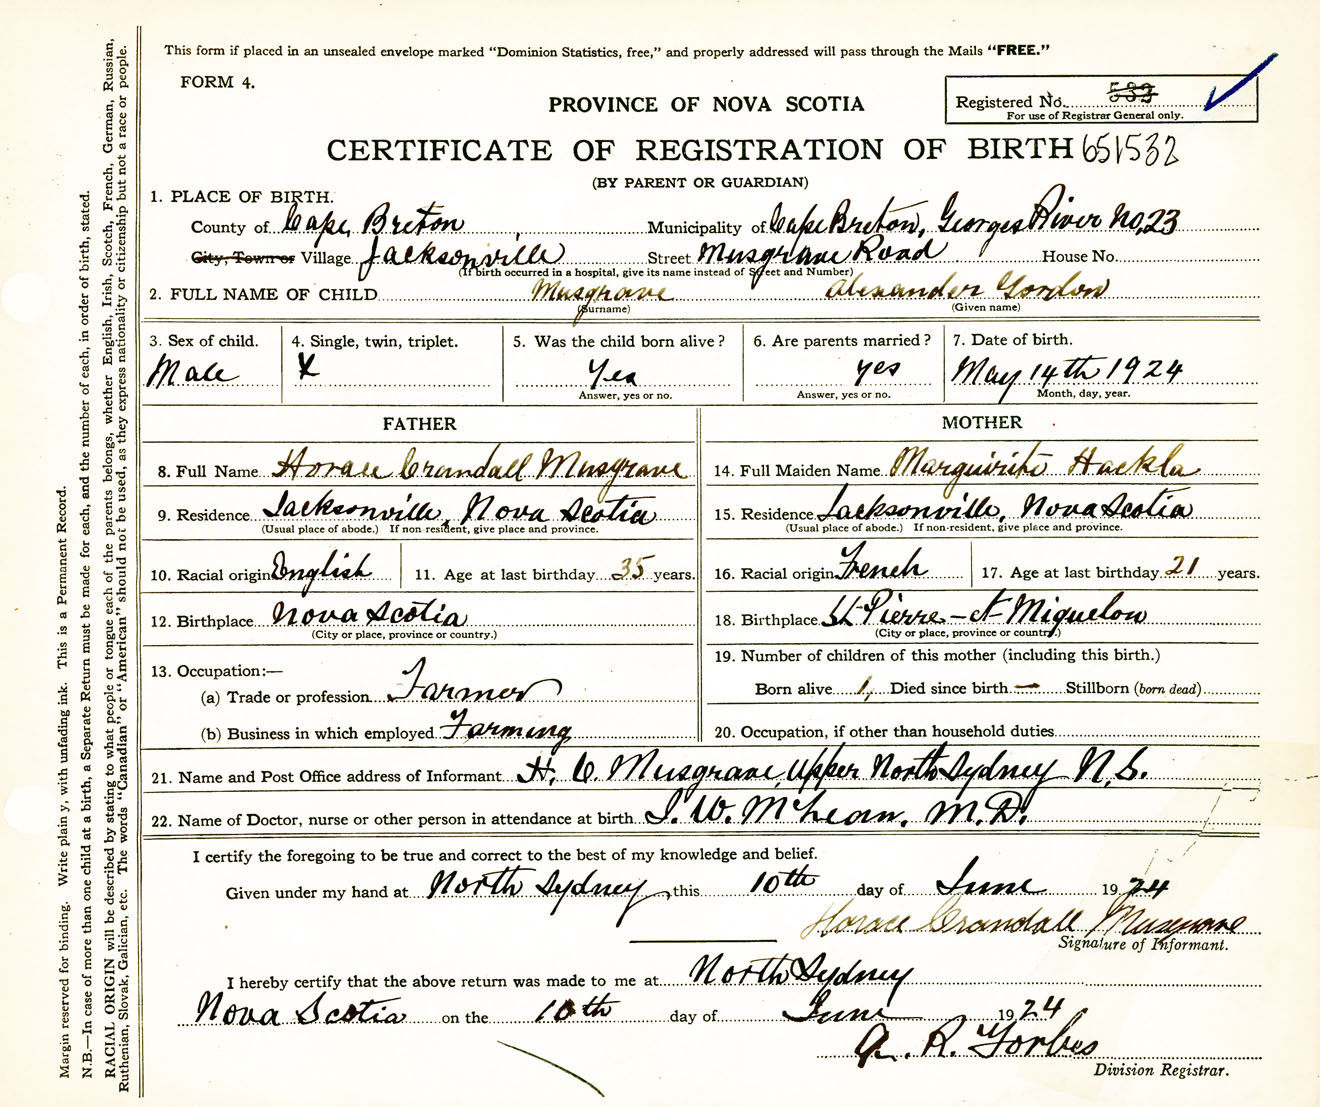 This form if placed in an unsealed envelope marked “Dominion Statistics, free,” and properly addressed will pass through the Mails “FREE.”
FORM 4.
PROVINCE OF NOVA SCOTIA
Registered No. 532
For use of Registrar General only.
CERTIFICATE OF REGISTRATION OF BIRTH 651532
(BY PARENT OR GUARDIAN)
1. PLACE OF BIRTH.
County of Cape Breton Municipality of Cape Breton, Georges River No, 23
City, Town or Village Jacksonville Street Musgrave Road House No.
(If birth occurred in a hospital, give its name instead of Street and Number)
2. FULL NAME OF CHILD Musgrave Alexander Gordon
(Surname) (Given name)
3. Sex of child. 4. Single, twin, triplet. 5. Was the child born alive? 6. Are parents married? 7. Date of birth.
Male X Yes yes May 14th 1924
Answer, yes or no. Answer, yes or no. Month, day, year.
FATHER MOTHER
8. Full Name Horace Crandall Musgrave 14. Full Maiden Name Marguirite Hackla
9. Residence Jacksonville, Nova Scotia 15. Residence Jacksonville, Nova Scotia
(Usual place of abode.) If non-resident, give place and province. (Usual place of abode.) If non-resident, give place and province.
10. Racial origin English 11. Age at last birthday 35 years. 16. Racial origin French 17. Age at last birthday 21 years.
12. Birthplace Nova Scotia 18. Birthplace St Pierre - et Miquelon
(City or place, province or country.) (City or place, province or country.)
13. Occupation:— 19. Number of children of this mother (including this birth.)
(a) Trade or profession Farmer Born alive 1, Died since birth — Stillborn (born dead)
(b) Business in which employed Farming 20. Occupation, if other than household duties
21. Name and Post Office address of Informant H. C. Musgrave, Upper North Sydney N.S.
22. Name of Doctor, nurse or other person in attendance at birth. J. W. McLean, M.D.
I certify the foregoing to be true and correct to the best of my knowledge and belief.
Given under my hand at North Sydney, this 10th day of June 1924
Horace Crandall Musgrave
Signature of Informant.
I hereby certify that the above return was made to me at North Sydney
Nova Scotia on the 10th day of June 1924
A. R. Forbes
Division Registrar.
Margin reserved for binding. Write plain y, with unfading ink. This is a Permanent Record.
N.B.—In case of more than one child at a birth, a Separate Return must be made for each, and the number of each, in order of birth, stated.
RACIAL ORIGIN will be described by stating to what people or tongue each of the parents belongs, whether English, Irish, Scotch, French, German, Russian,
Ruthenian, Slovak, Galician, etc. The words “Canadian” or “American” should not be used, as they express nationality or citizenship but not a race or people.